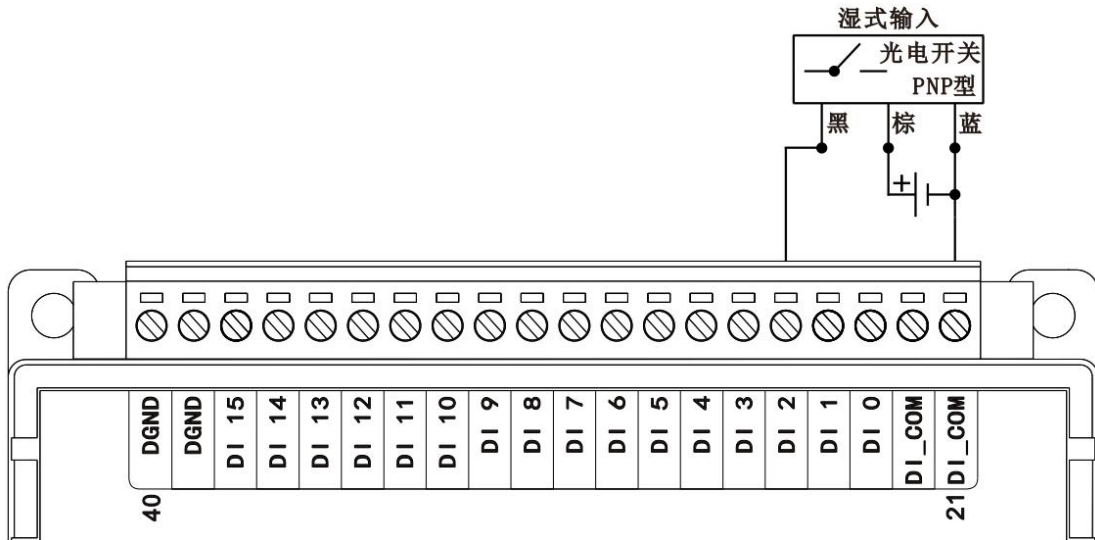 湿式输入
光电开关
PNP型
黑
棕
蓝
+
DGND
DGND
DI 15
DI 14
DI 13
DI 12
DI 11
DI 10
DI 9
DI 8
DI 7
DI 6
DI 5
DI 4
DI 3
DI 2
DI 1
DI 0
DI_COM
DI_COM
40
21